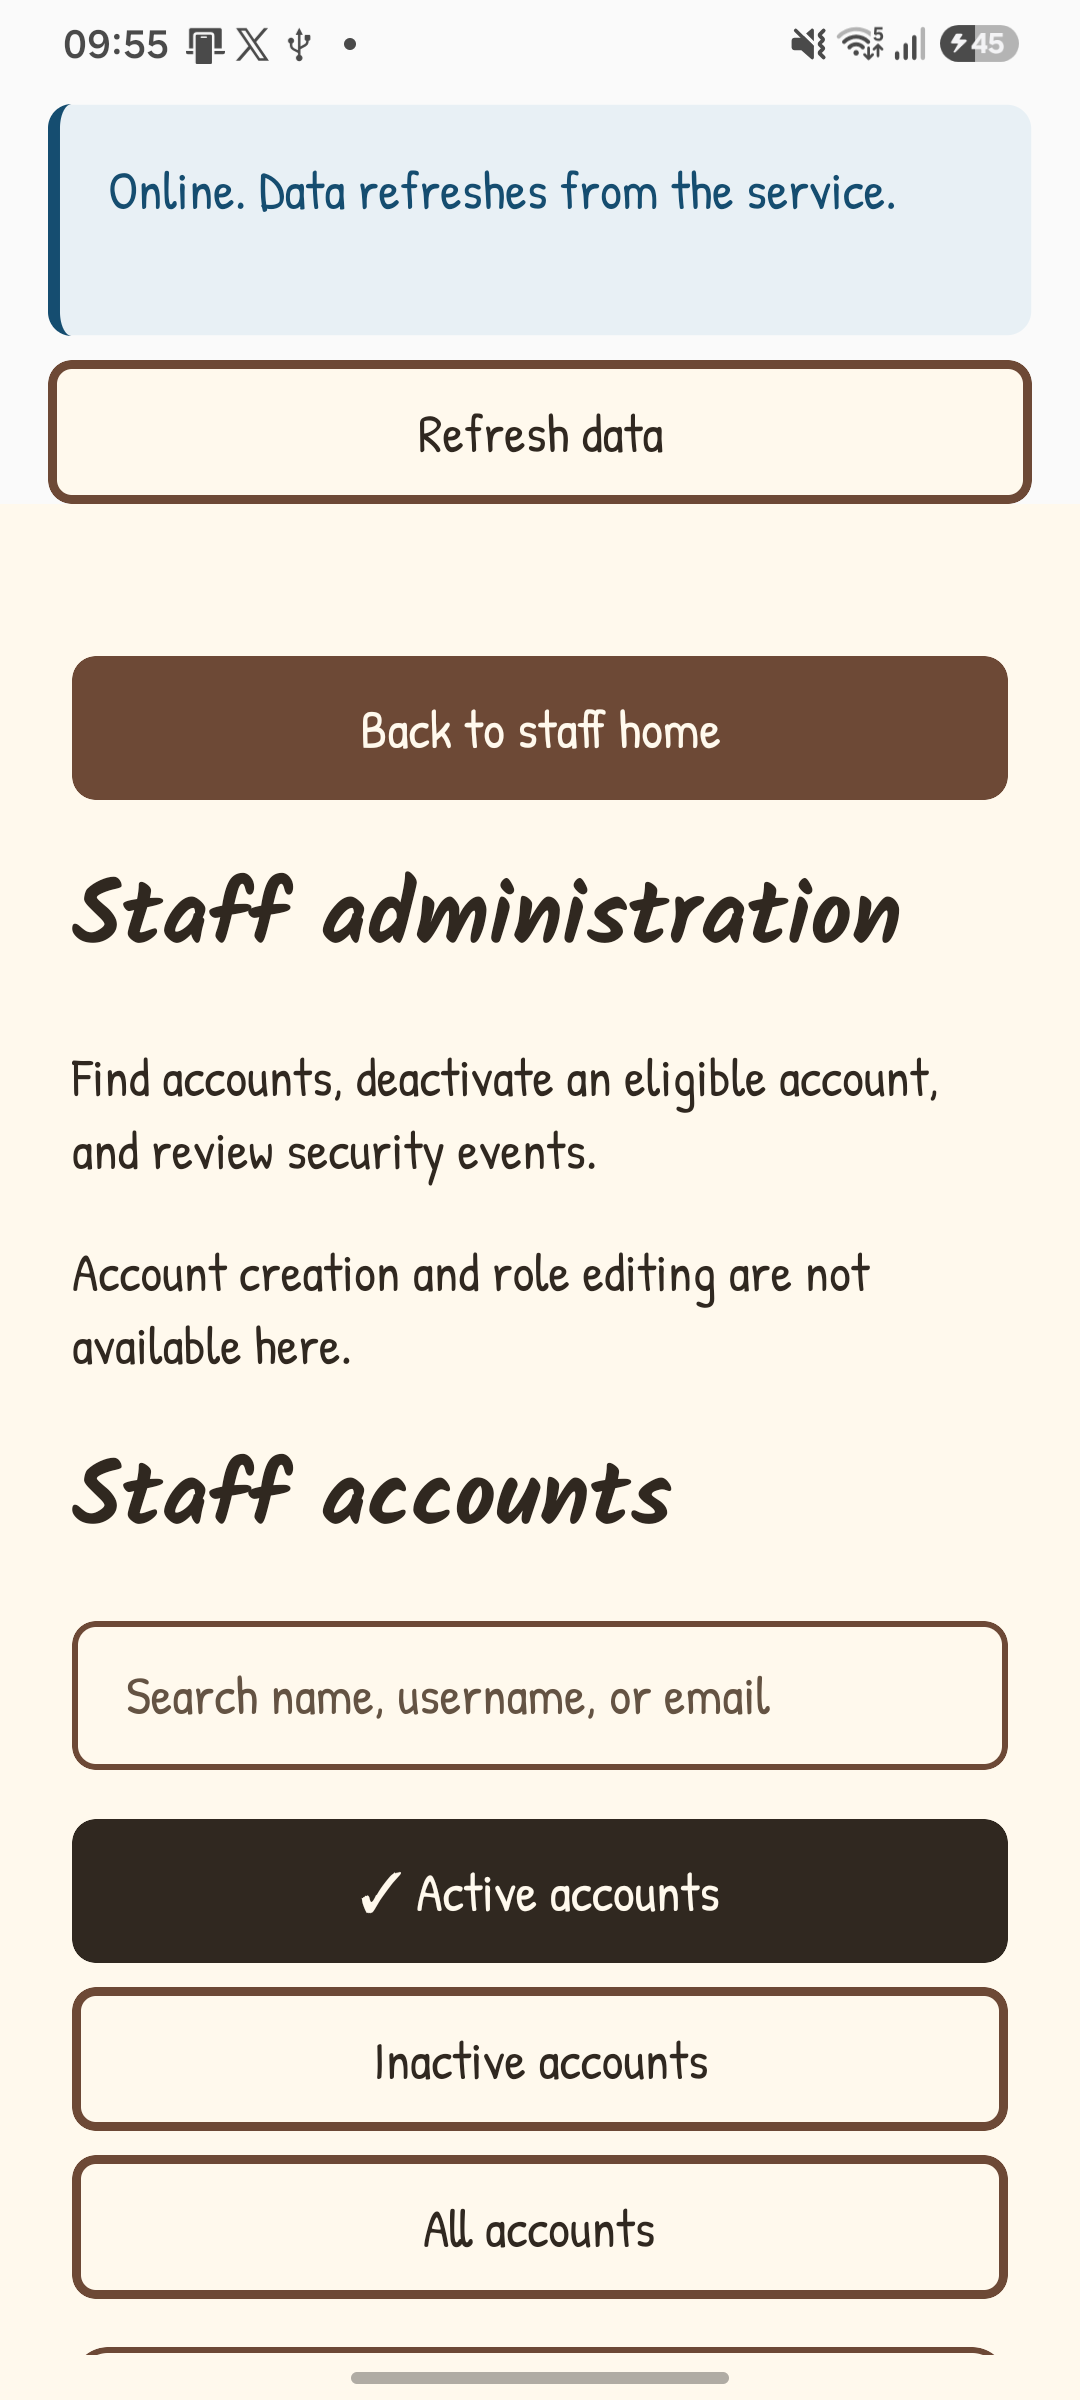 09:55
5
45
Online. Data refreshes from the service.
Refresh data
Back to staff home
Staff administration
Find accounts, deactivate an eligible account,
and review security events.
Account creation and role editing are not
available here.
Staff accounts
Search name, username, or email
✓ Active accounts
Inactive accounts
All accounts